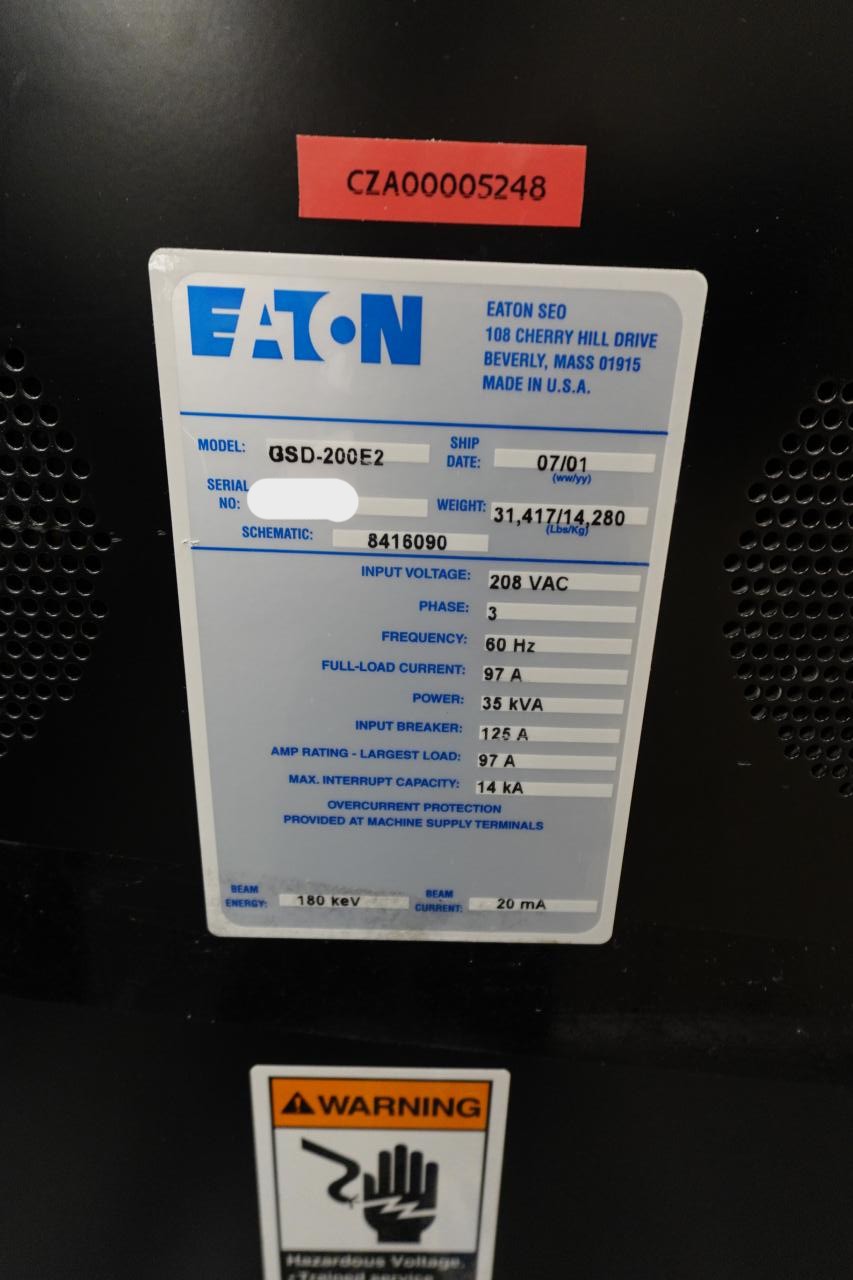 CZA00005248
EATON
EATON SEO
108 CHERRY HILL DRIVE
BEVERLY, MASS 01915
MADE IN U.S.A.
MODEL: GSD-200E2
SHIP DATE: 07/01
(ww/yy)
SERIAL NO:
WEIGHT: 31,417/14,280
(Lbs/Kg)
SCHEMATIC: 8416090
INPUT VOLTAGE: 208 VAC
PHASE: 3
FREQUENCY: 60 Hz
FULL-LOAD CURRENT: 97 A
POWER: 35 kVA
INPUT BREAKER: 125 A
AMP RATING - LARGEST LOAD: 97 A
MAX. INTERRUPT CAPACITY: 14 kA
OVERCURRENT PROTECTION
PROVIDED AT MACHINE SUPPLY TERMINALS
BEAM ENERGY: 180 keV
BEAM CURRENT: 20 mA
WARNING
Hazardous Voltage.
Trained service